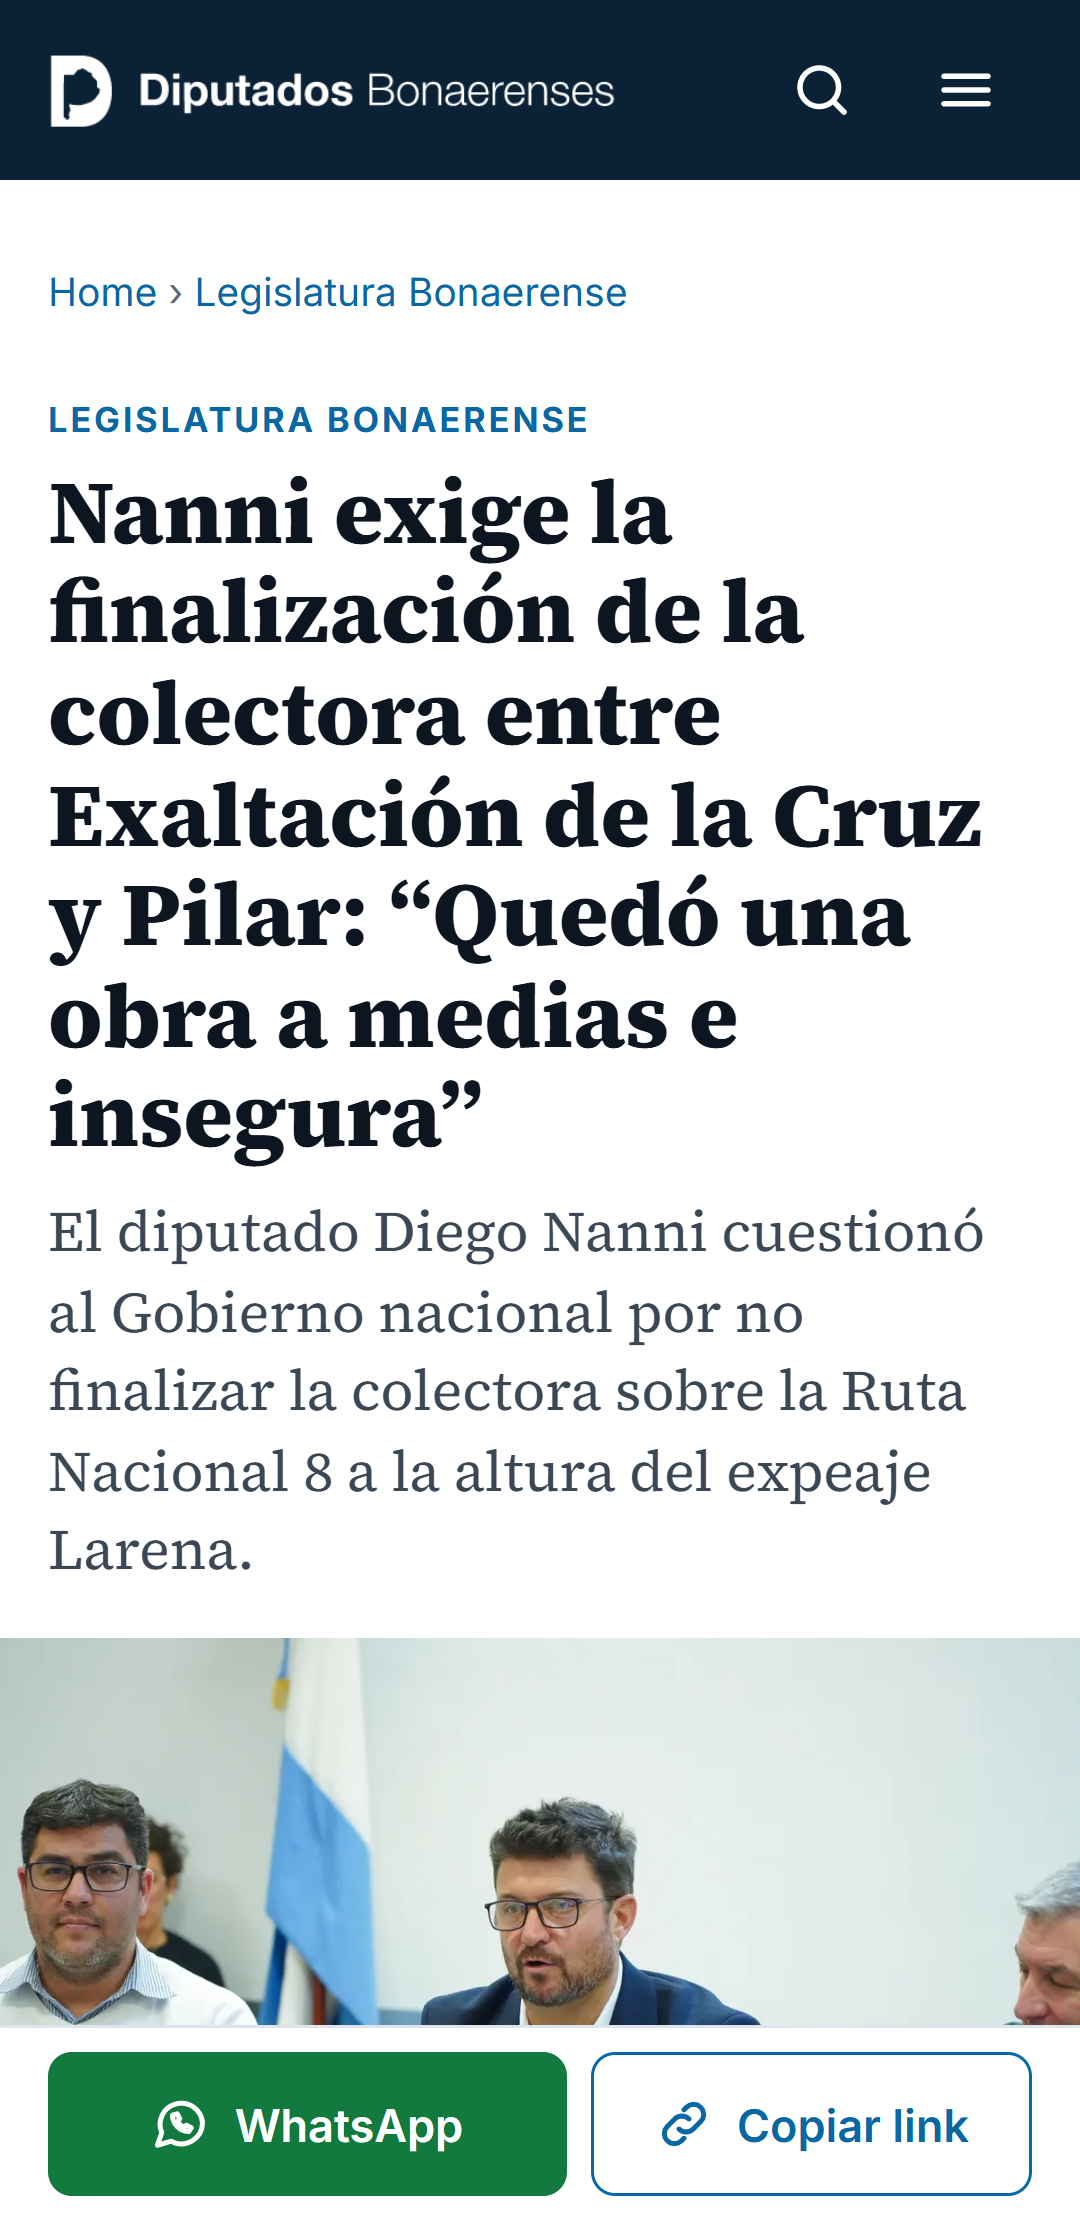 Diputados Bonaerenses
Home › Legislatura Bonaerense
LEGISLATURA BONAERENSE
Nanni exige la
finalización de la
colectora entre
Exaltación de la Cruz
y Pilar: “Quedó una
obra a medias e
insegura”
El diputado Diego Nanni cuestionó
al Gobierno nacional por no
finalizar la colectora sobre la Ruta
Nacional 8 a la altura del expeaje
Larena.
WhatsApp
Copiar link